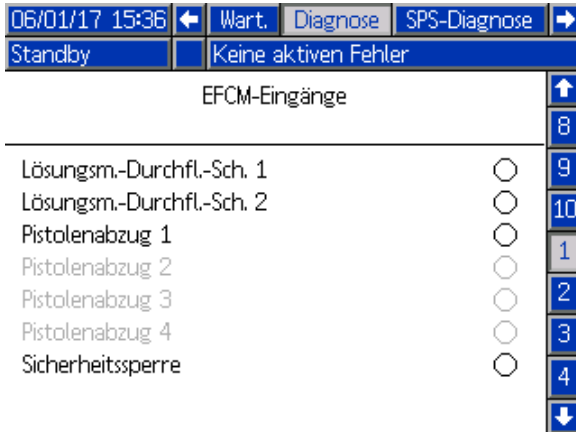 06/01/17 15:36 Wart. Diagnose SPS-Diagnose
Standby Keine aktiven Fehler
EFCM-Eingänge
8
Lösungsm.-Durchfl.-Sch. 1
9
Lösungsm.-Durchfl.-Sch. 2
10
Pistolenabzug 1
1
Pistolenabzug 2
2
Pistolenabzug 3
Pistolenabzug 4
3
Sicherheitssperre
4